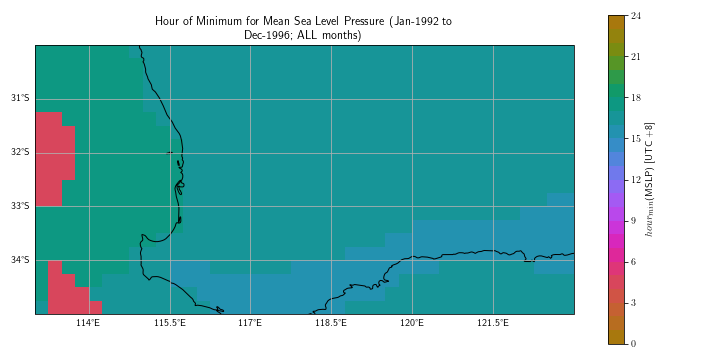 Hour of Minimum for Mean Sea Level Pressure (Jan-1992 to
Dec-1996; ALL months)
31°S
32°S
33°S
34°S
114°E
115.5°E
117°E
118.5°E
120°E
121.5°E
24
21
18
15
12
9
6
3
0
hour_min(MSLP) [UTC +8]